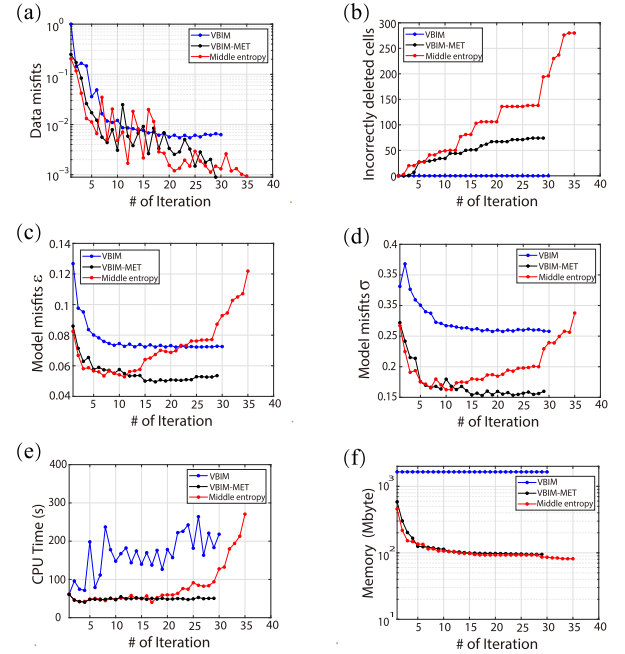 (a)
10⁰
10⁻¹
10⁻²
10⁻³
Data misfits
VBIM
VBIM-MET
Middle entropy
5 10 15 20 25 30 35 40
# of Iteration
(b)
300
250
200
150
100
50
0
Incorrectly deleted cells
VBIM
VBIM-MET
Middle entropy
5 10 15 20 25 30 35 40
# of Iteration
(c)
0.14
0.12
0.1
0.08
0.06
0.04
Model misfits ε
VBIM
VBIM-MET
Middle entropy
5 10 15 20 25 30 35 40
# of Iteration
(d)
0.4
0.35
0.3
0.25
0.2
0.15
Model misfits σ
VBIM
VBIM-MET
Middle entropy
5 10 15 20 25 30 35 40
# of Iteration
(e)
400
300
200
100
0
CPU Time (s)
VBIM
VBIM-MET
Middle entropy
5 10 15 20 25 30 35 40
# of Iteration
(f)
10³
10²
10¹
Memory (Mbyte)
VBIM
VBIM-MET
Middle entropy
5 10 15 20 25 30 35 40
# of Iteration